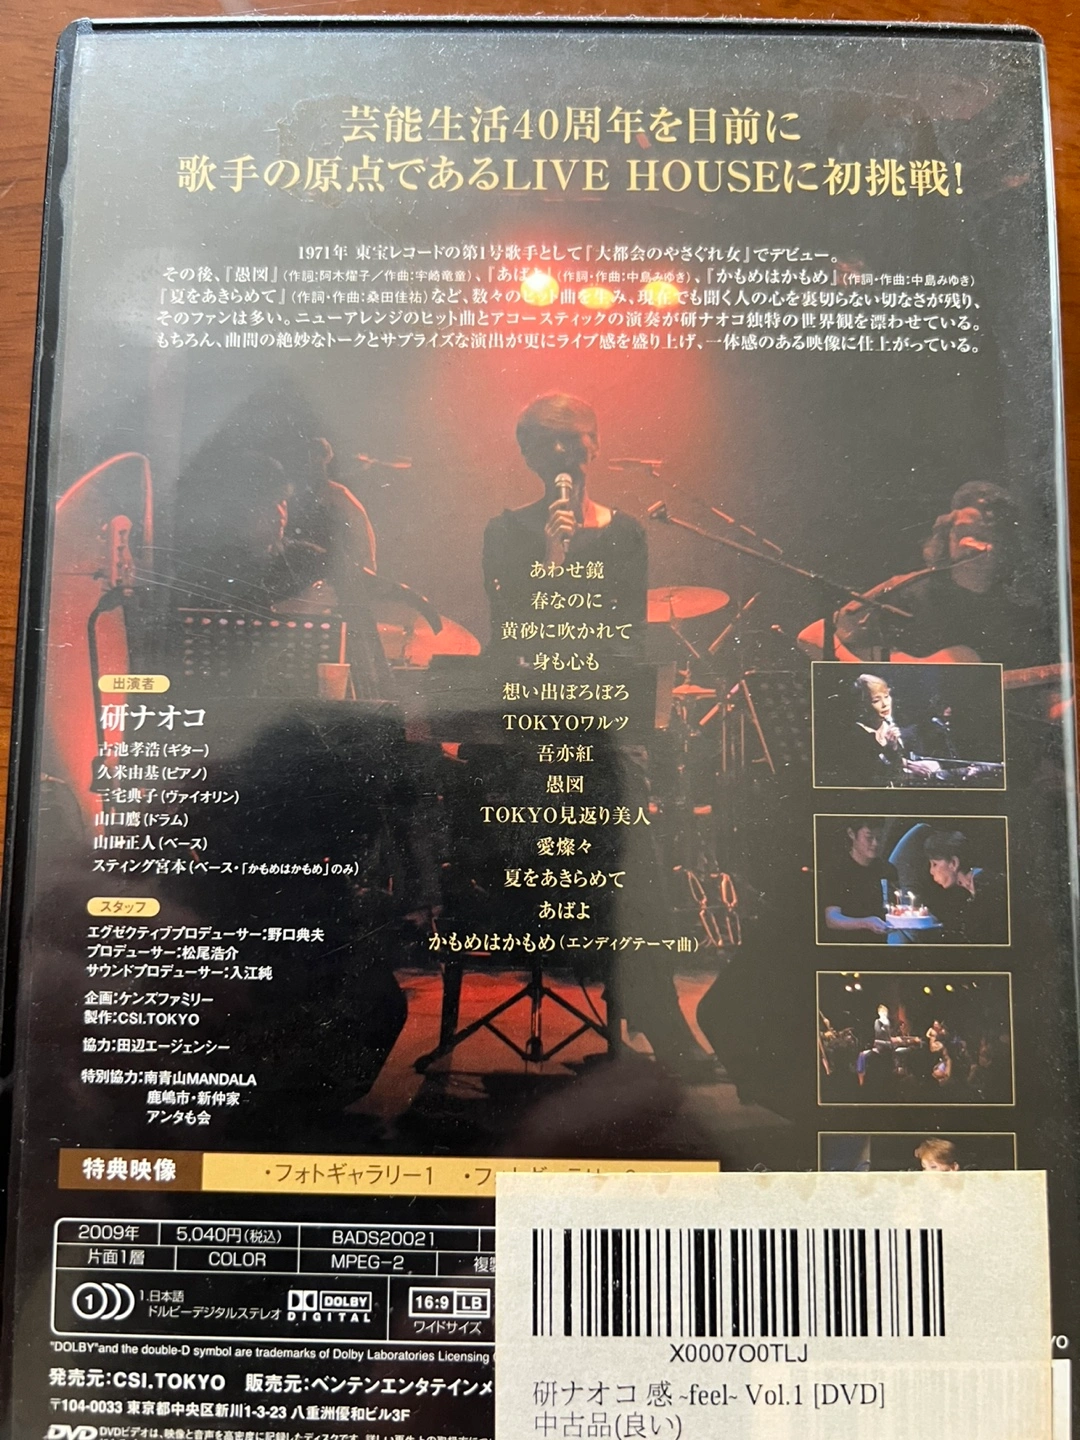 芸能生活40周年を目前に
歌手の原点であるLIVE HOUSEに初挑戦!
1971年 東宝レコードの第1号歌手として『大都会のやさぐれ女』でデビュー。
その後、『愚図』(作詞:阿木燿子/作曲:宇崎竜童)、『あばよ』(作詞・作曲:中島みゆき)、『かもめはかもめ』(作詞・作曲:中島みゆき)
『夏をあきらめて』(作詞・作曲:桑田佳祐)など、数々のヒット曲を生み、現在でも聞く人の心を裏切らない切なさが残り、
そのファンは多い。ニューアレンジのヒット曲とアコースティックの演奏が研ナオコ独特の世界観を漂わせている。
もちろん、曲間の絶妙なトークとサプライズな演出が更にライブ感を盛り上げ、一体感のある映像に仕上がっている。
あわせ鏡
春なのに
黄砂に吹かれて
身も心も
想い出ぼろぼろ
TOKYOワルツ
吾亦紅
愚図
TOKYO見返り美人
愛燦々
夏をあきらめて
あばよ
かもめはかもめ(エンディグテーマ曲)
出演者
研ナオコ
古池孝浩(ギター)
久米由基(ピアノ)
三宅典子(ヴァイオリン)
山口鷹(ドラム)
山田正人(ベース)
スティング宮本(ベース・「かもめはかもめ」のみ)
スタッフ
エグゼクティブプロデューサー:野口典夫
プロデューサー:松尾浩介
サウンドプロデューサー:入江純
企画:ケンズファミリー
製作:CSI.TOKYO
協力:田辺エージェンシー
特別協力:南青山MANDALA
鹿嶋市・新仲家
アンタも会
特典映像 ・フォトギャラリー1
2009年 5,040円(税込) BADS20021
片面1層 COLOR MPEG-2 複製
1 1.日本語
ドルビーデジタルステレオ DOLBY DIGITAL 16:9 LB
ワイドサイズ
"DOLBY"and the double-D symbol are trademarks of Dolby Laboratories Licensing
発売元:CSI.TOKYO 販売元:ベンテンエンタテインメ
〒104-0033 東京都中央区新川1-3-23 八重洲優和ビル3F
DVD DVDビデオは、映像と音声を高密度に記録したディスクです。
X0007O0TLJ
研ナオコ 感 ~feel~ Vol.1 [DVD]
中古品(良い)